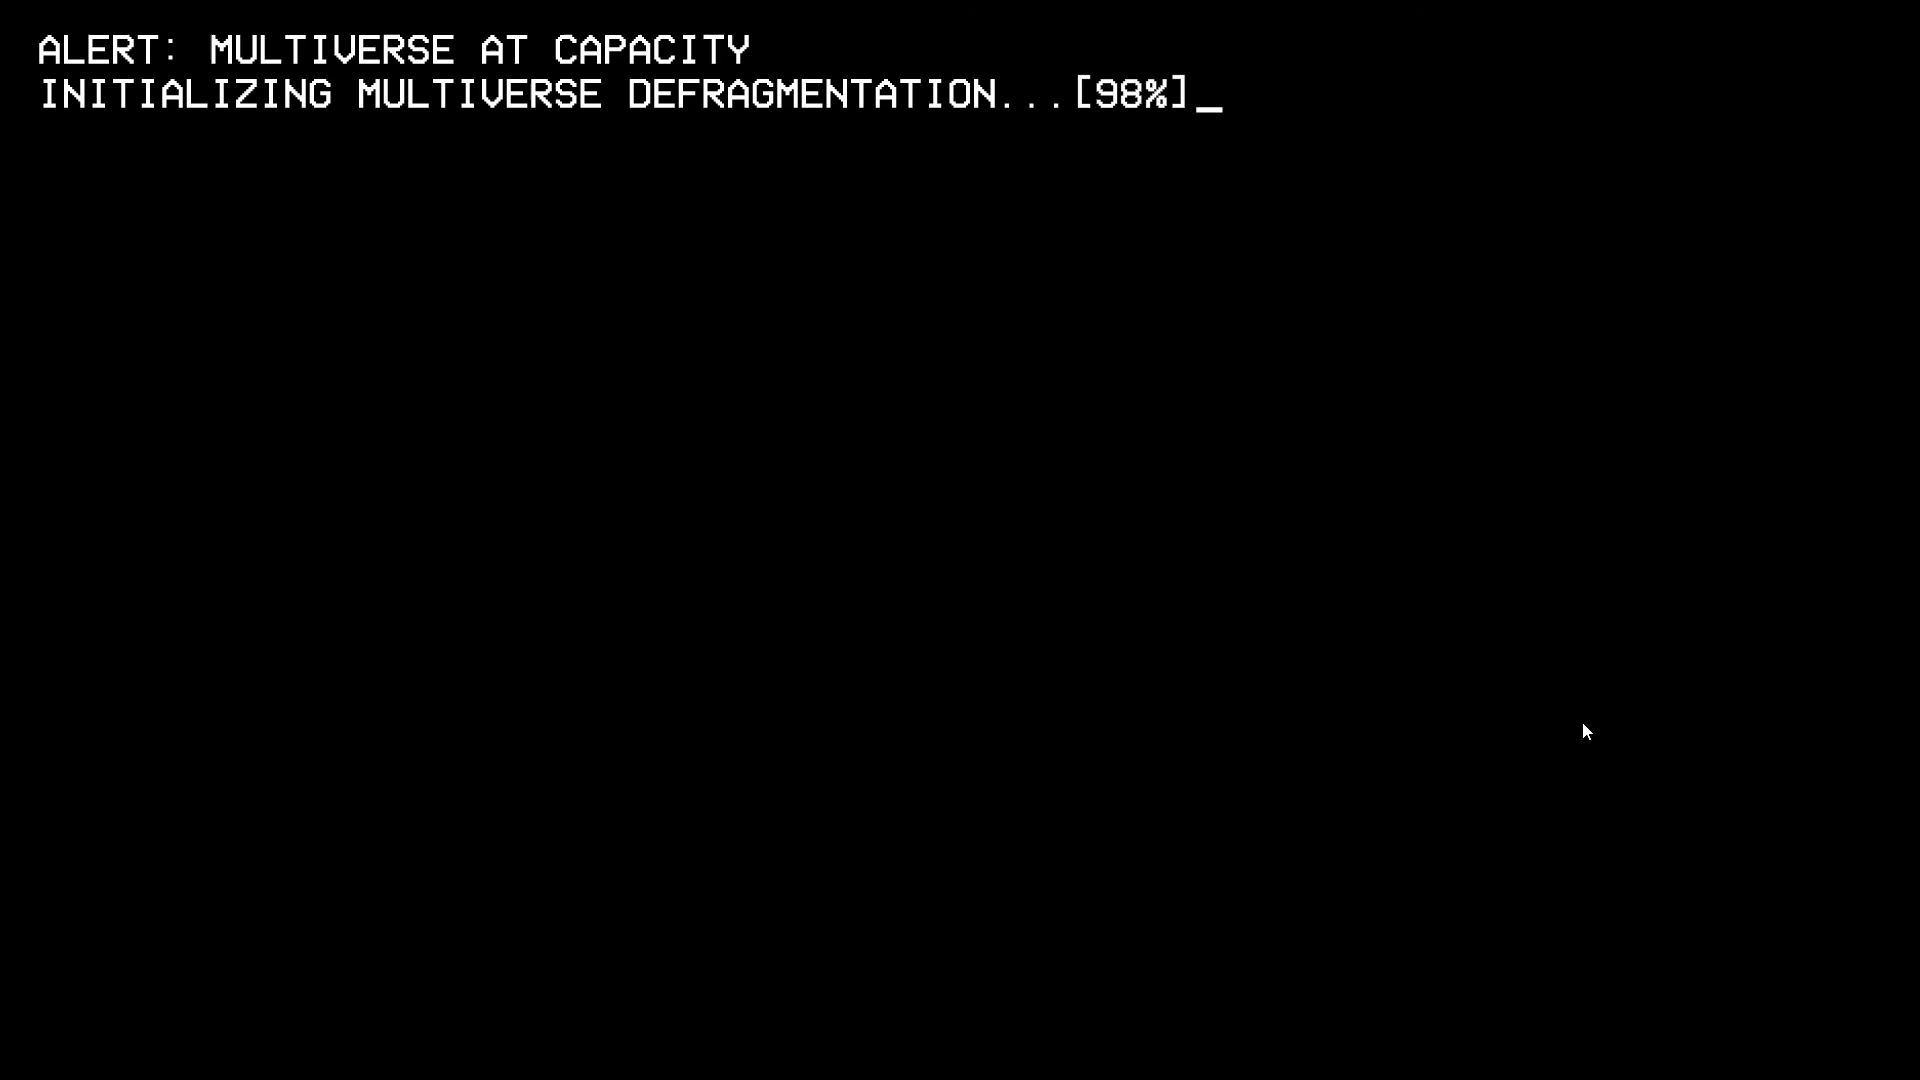 ALERT: MULTIVERSE AT CAPACITY
INITIALIZING MULTIVERSE DEFRAGMENTATION...[98%]_